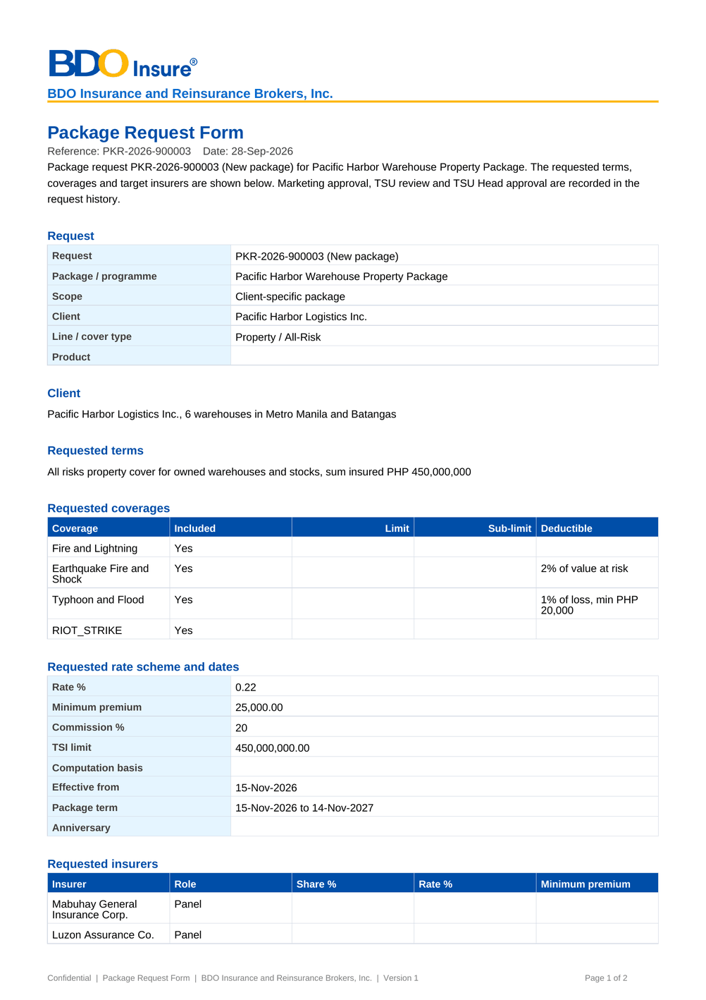 BDO Insure®
BDO Insurance and Reinsurance Brokers, Inc.
Package Request Form
Reference: PKR-2026-900003    Date: 28-Sep-2026
Package request PKR-2026-900003 (New package) for Pacific Harbor Warehouse Property Package. The requested terms,
coverages and target insurers are shown below. Marketing approval, TSU review and TSU Head approval are recorded in the
request history.
Request
Request    PKR-2026-900003 (New package)
Package / programme    Pacific Harbor Warehouse Property Package
Scope    Client-specific package
Client    Pacific Harbor Logistics Inc.
Line / cover type    Property / All-Risk
Product
Client
Pacific Harbor Logistics Inc., 6 warehouses in Metro Manila and Batangas
Requested terms
All risks property cover for owned warehouses and stocks, sum insured PHP 450,000,000
Requested coverages
Coverage    Included    Limit    Sub-limit    Deductible
Fire and Lightning    Yes
Earthquake Fire and    Yes    2% of value at risk
Shock
Typhoon and Flood    Yes    1% of loss, min PHP
20,000
RIOT_STRIKE    Yes
Requested rate scheme and dates
Rate %    0.22
Minimum premium    25,000.00
Commission %    20
TSI limit    450,000,000.00
Computation basis
Effective from    15-Nov-2026
Package term    15-Nov-2026 to 14-Nov-2027
Anniversary
Requested insurers
Insurer    Role    Share %    Rate %    Minimum premium
Mabuhay General    Panel
Insurance Corp.
Luzon Assurance Co.    Panel
Confidential  |  Package Request Form  |  BDO Insurance and Reinsurance Brokers, Inc.  |  Version 1    Page 1 of 2